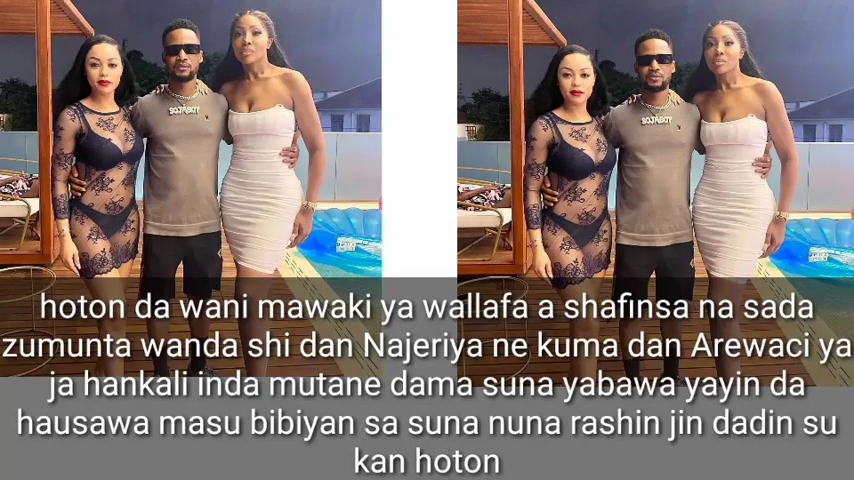 SOJABOY
SOJABOY
hoton da wani mawaki ya wallafa a shafinsa na sada
zumunta wanda shi dan Najeriya ne kuma dan Arewaci ya
ja hankali inda mutane dama suna yabawa yayin da
hausawa masu bibiyan sa suna nuna rashin jin dadin su
kan hoton